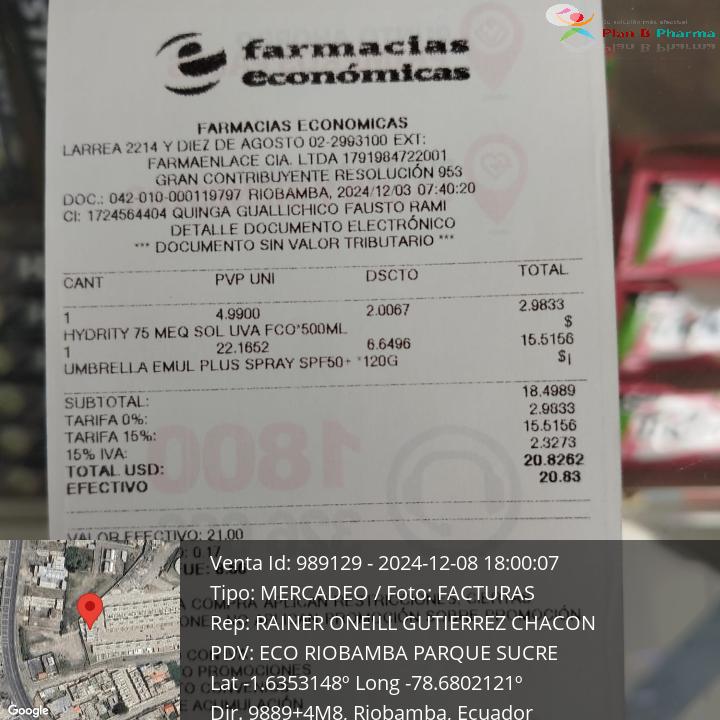 Tu solución más efectiva!
Plan B Pharma
farmacias
económicas
FARMACIAS ECONOMICAS
LARREA 2214 Y DIEZ DE AGOSTO 02-2993100 EXT:
FARMAENLACE CIA. LTDA 1791984722001
GRAN CONTRIBUYENTE RESOLUCIÓN 953
DOC.: 042-010-000119797 RIOBAMBA, 2024/12/03 07:40:20
CI: 1724564404 QUINGA GUALLICHICO FAUSTO RAMI
DETALLE DOCUMENTO ELECTRÓNICO
*** DOCUMENTO SIN VALOR TRIBUTARIO ***
CANT PVP UNI DSCTO TOTAL
1 4.9900 2.0067 2.9833
HYDRITY 75 MEQ SOL UVA FCO*500ML $
1 22.1652 6.6496 15.5156
UMBRELLA EMUL PLUS SPRAY SPF50+ *120G $¡
SUBTOTAL: 18.4989
TARIFA 0%: 2.9833
TARIFA 15%: 15.5156
15% IVA: 2.3273
TOTAL USD: 20.8262
EFECTIVO 20.83
VALOR EFECTIVO: 21.00
Venta Id: 989129 - 2024-12-08 18:00:07
Tipo: MERCADEO / Foto: FACTURAS
Rep: RAINER ONEILL GUTIERREZ CHACON
PDV: ECO RIOBAMBA PARQUE SUCRE
Lat -1.6353148º Long -78.6802121º
Dir. 9889+4M8, Riobamba, Ecuador
Google